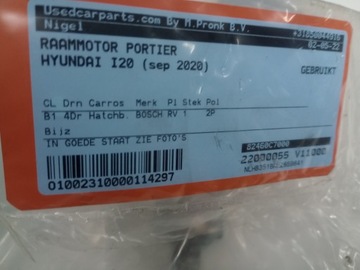 Usedcarparts.com By M.Pronk B.V.
Nigel
02-05-22
RAAMMOTOR PORTIER
HYUNDAI I20 (sep 2020)
GEBRUIKT
CL Drn Carros Merk Pl Stek Pol
B1 4Dr Hatchb. BOSCH RV 1 2P
Bijz
IN GOEDE STAAT ZIE FOTO'S
82460C7000
22000055 V11000
01002310000114297